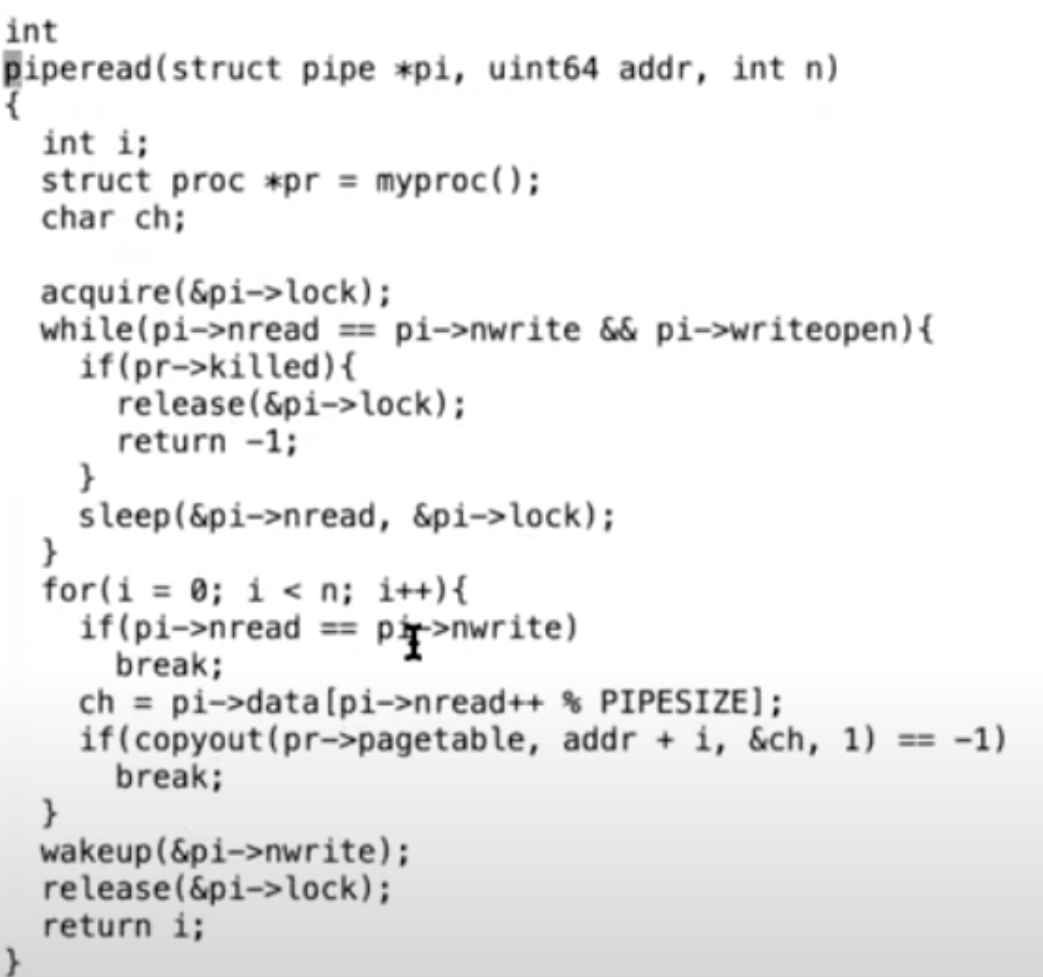 int
piperead(struct pipe *pi, uint64 addr, int n)
{
  int i;
  struct proc *pr = myproc();
  char ch;

  acquire(&pi->lock);
  while(pi->nread == pi->nwrite && pi->writeopen){
    if(pr->killed){
      release(&pi->lock);
      return -1;
    }
    sleep(&pi->nread, &pi->lock);
  }
  for(i = 0; i < n; i++){
    if(pi->nread == pi->nwrite)
      break;
    ch = pi->data[pi->nread++ % PIPESIZE];
    if(copyout(pr->pagetable, addr + i, &ch, 1) == -1)
      break;
  }
  wakeup(&pi->nwrite);
  release(&pi->lock);
  return i;
}